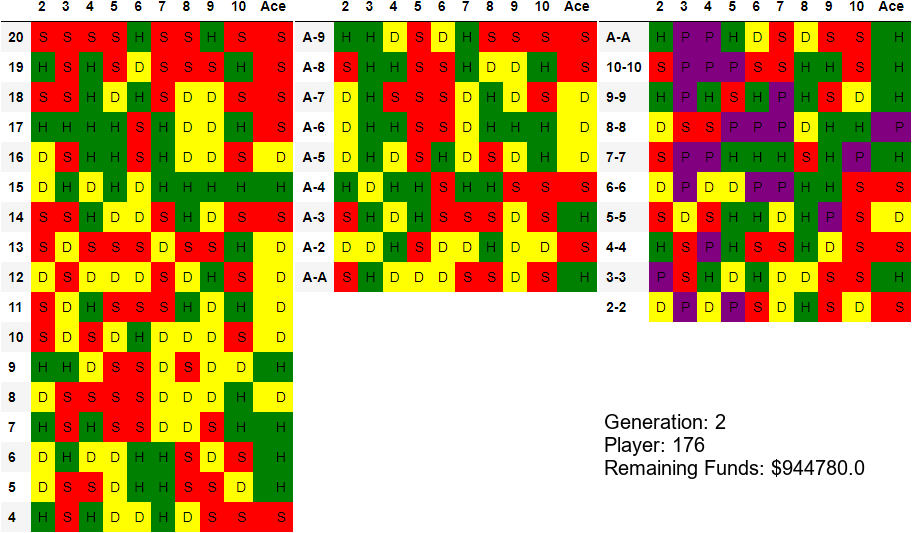 2 3 4 5 6 7 8 9 10 Ace
20 S S S S H S S H S S
19 H S H S D S S S H S
18 S S H D H S D D S S
17 H H H H S H D D H S
16 D S H H S H D D S D
15 D H D H D H H H H H
14 S S H D D S H D S S
13 S D S S S D S S H D
12 D S D D D S D H S D
11 S D H S S S H D H D
10 S D S D H D D D S D
9 H H D S S D S D D H
8 D S S S S D D D H D
7 H S H S S D D S H H
6 D H D D H H S D S H
5 D S S D H H S S D H
4 H S H D D H D S S S
2 3 4 5 6 7 8 9 10 Ace
A-9 H H D S D H S S S S
A-8 S H H S S H D D H S
A-7 D H S S S D H D S D
A-6 D H H S S D H H H D
A-5 D H D S H D S D H D
A-4 H D H H S H H S S S
A-3 S H D H S S S D S H
A-2 D D H S D D H D D S
A-A S H D D D S S D S H
2 3 4 5 6 7 8 9 10 Ace
A-A H P P H D S D S S H
10-10 S P P P S S H H S H
9-9 H P H S H P H S D H
8-8 D S S P P P D H H P
7-7 S P P H H H S H P H
6-6 D P D D P P H H S S
5-5 S D S H H D H P S D
4-4 H S P H S S H D S S
3-3 P S H D H D D S S H
2-2 D P D P S D H S D S
Generation: 2
Player: 176
Remaining Funds: $944780.0